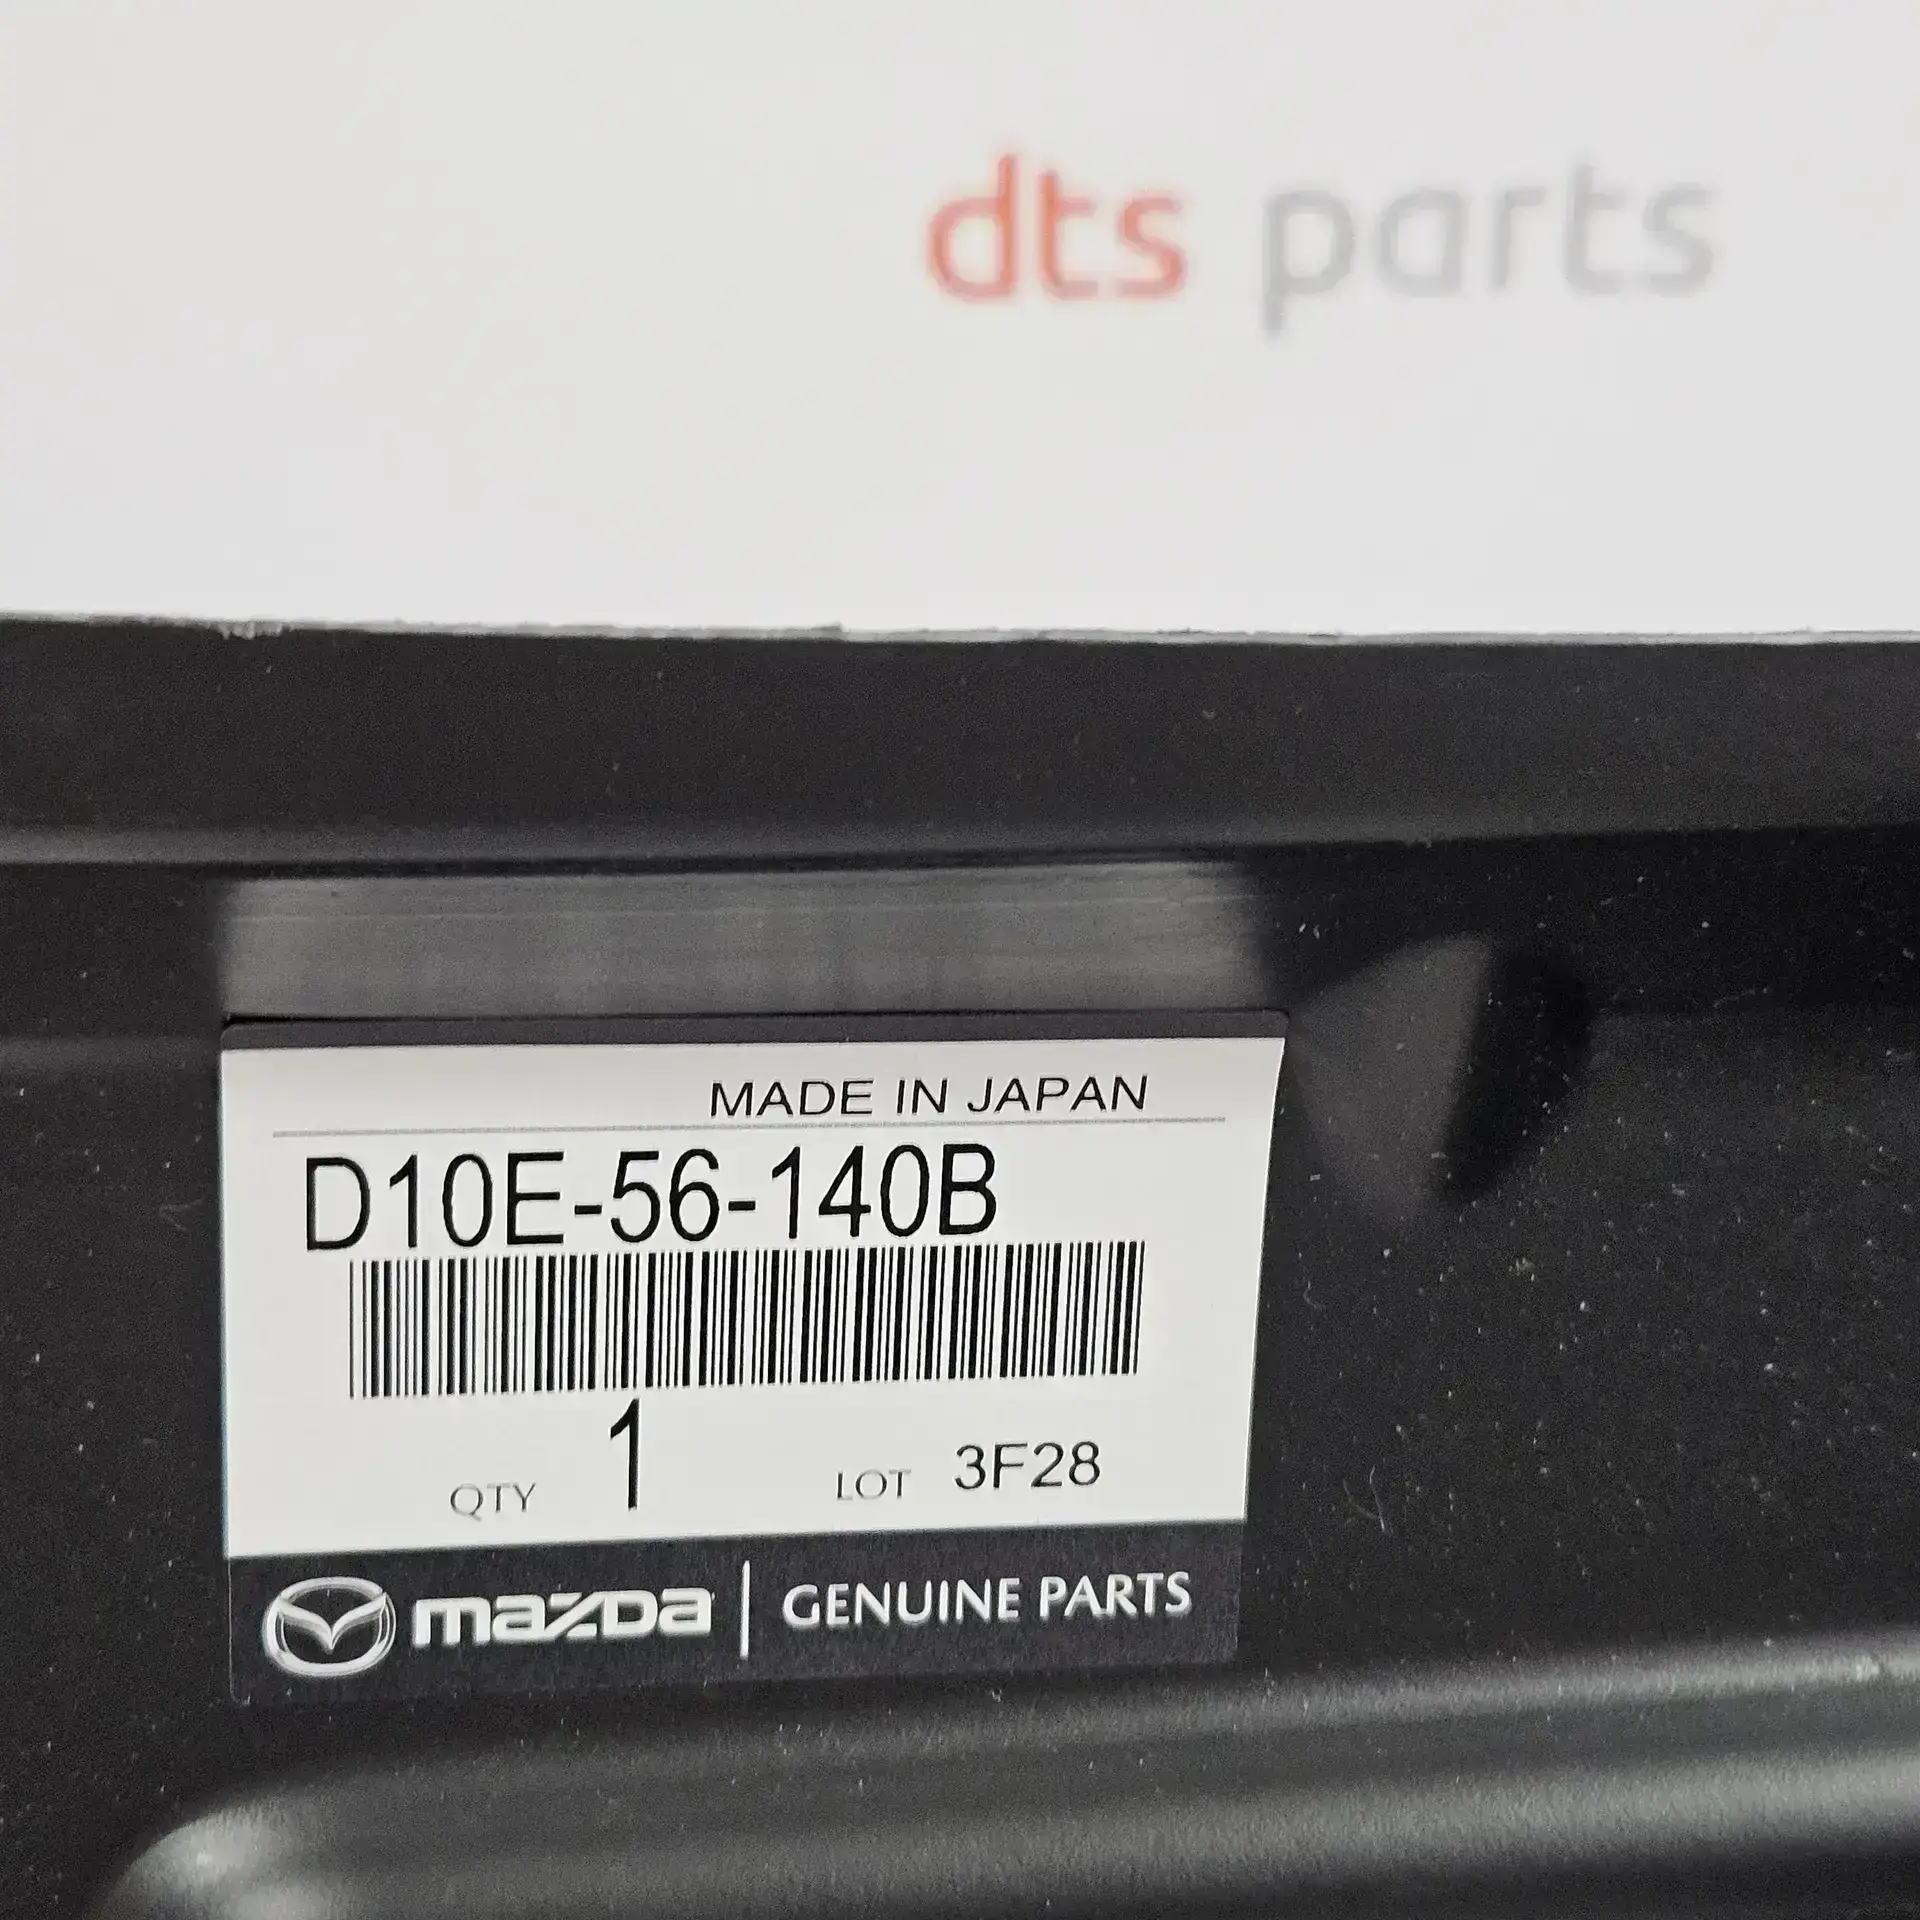 dts parts
MADE IN JAPAN
D10E-56-140B
QTY 1 LOT 3F28
mazda | GENUINE PARTS